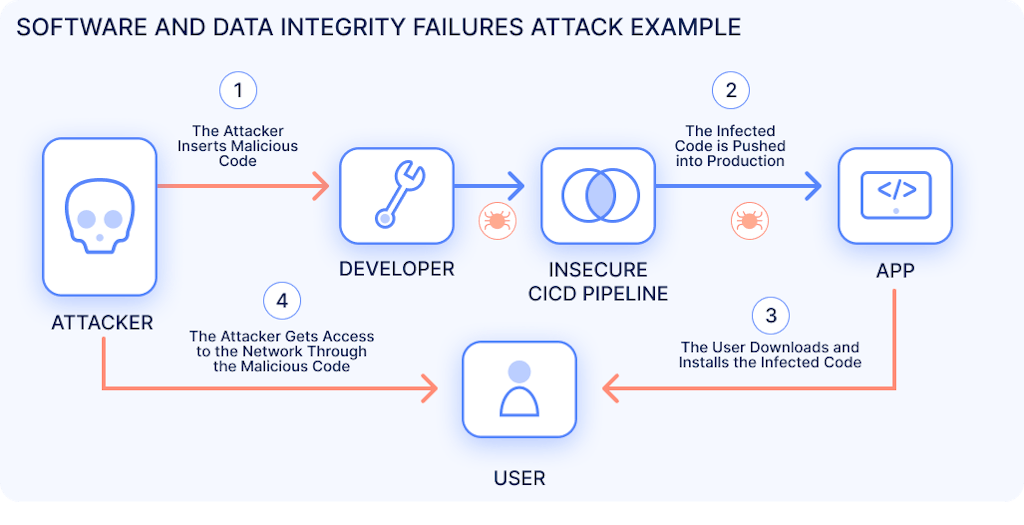 SOFTWARE AND DATA INTEGRITY FAILURES ATTACK EXAMPLE
1
The Attacker
Inserts Malicious
Code
2
The Infected
Code is Pushed
into Production
</>
DEVELOPER
INSECURE
CICD PIPELINE
APP
ATTACKER
4
The Attacker Gets Access
to the Network Through
the Malicious Code
3
The User Downloads and
Installs the Infected Code
USER